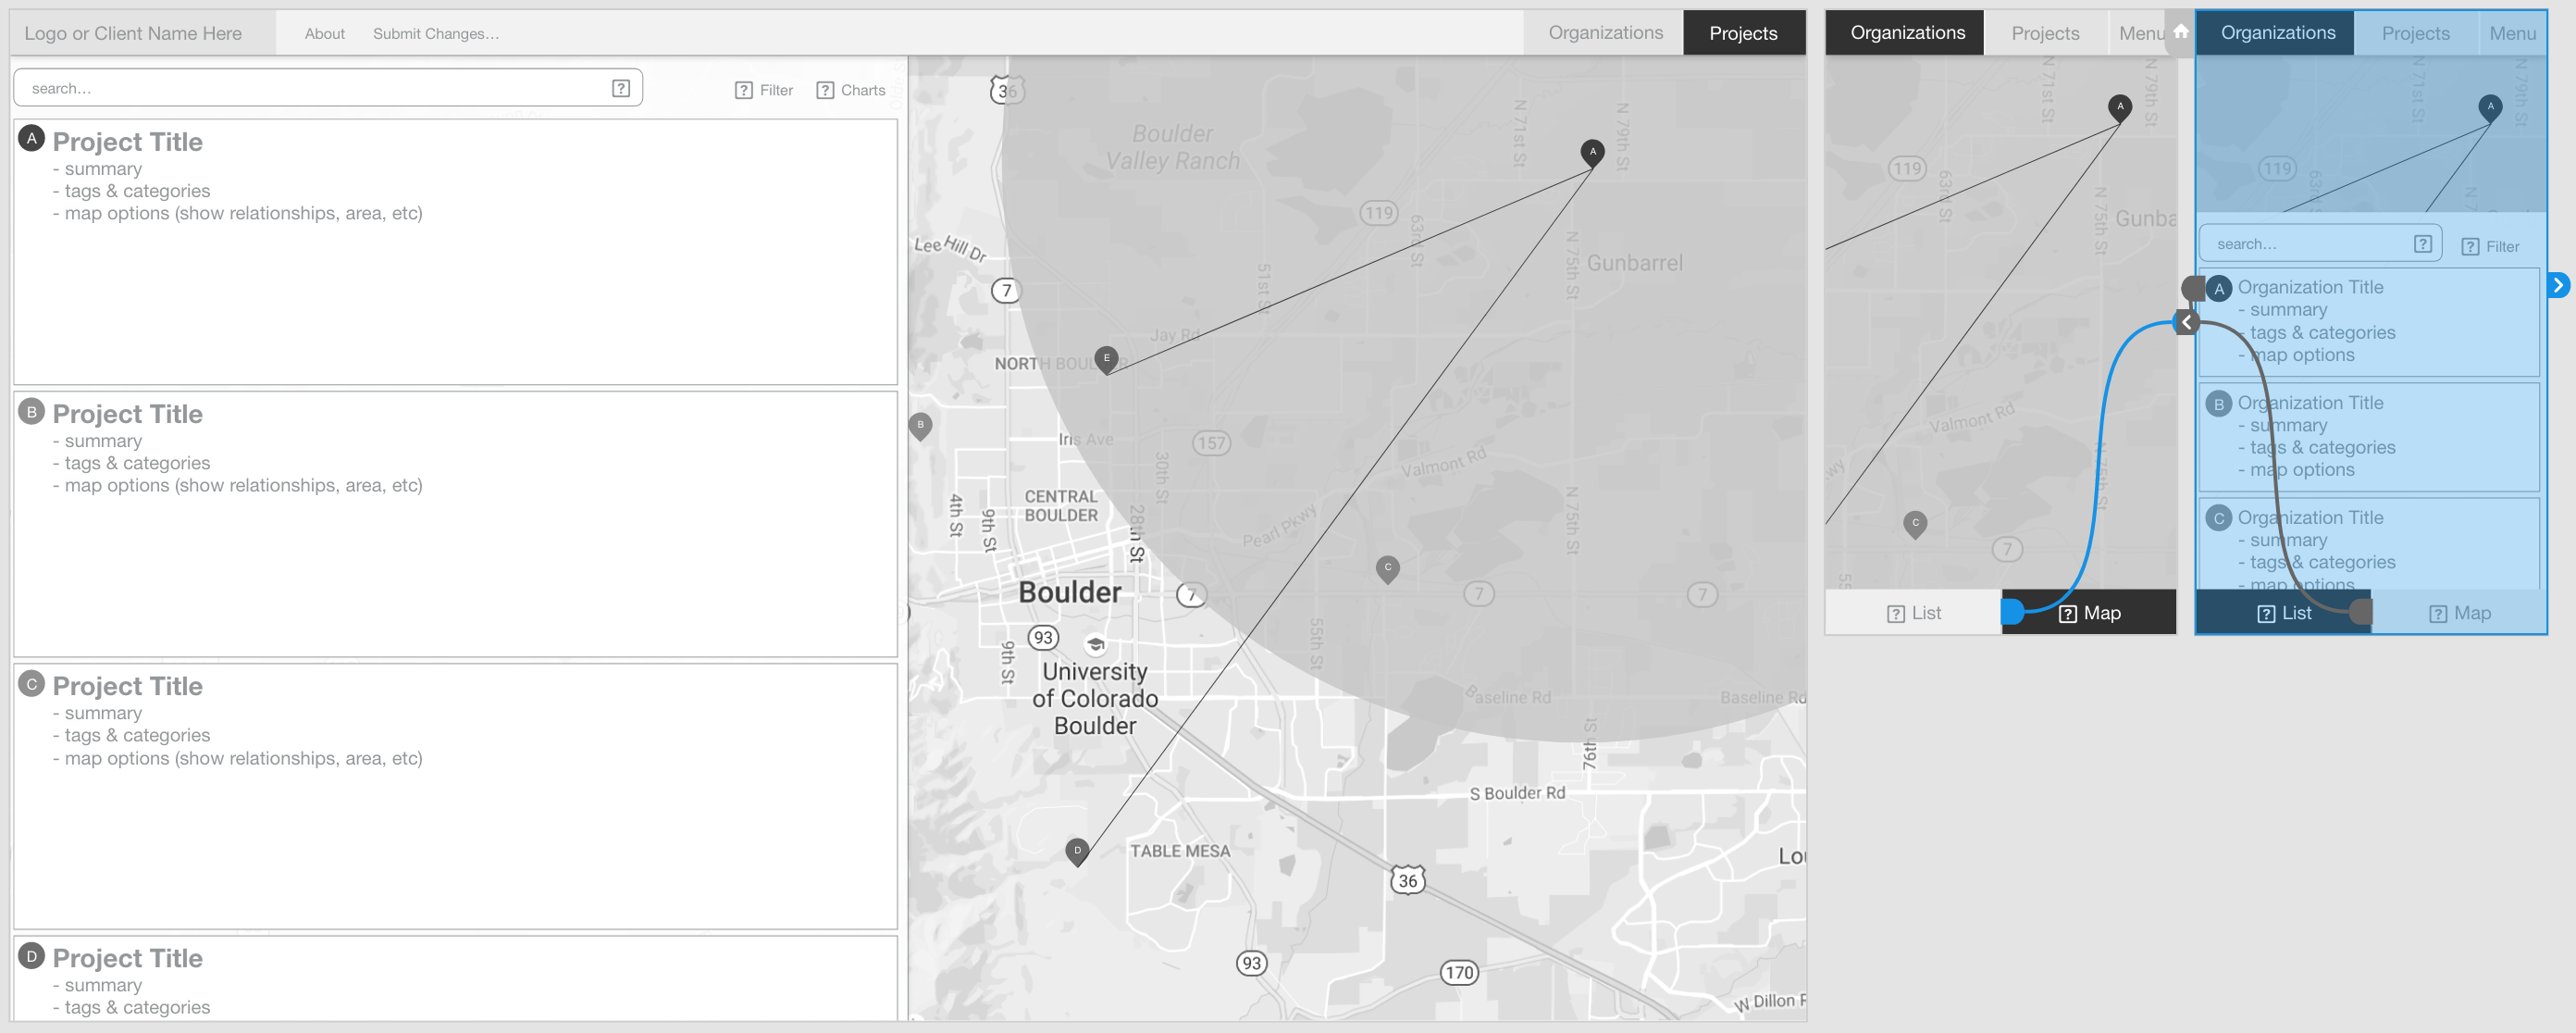 Logo or Client Name Here
About
Submit Changes...
Organizations
Projects
search...
?
? Filter
? Charts
A
Project Title
- summary
- tags & categories
- map options (show relationships, area, etc)
B
Project Title
- summary
- tags & categories
- map options (show relationships, area, etc)
C
Project Title
- summary
- tags & categories
- map options (show relationships, area, etc)
D
Project Title
- summary
- tags & categories
36
Boulder
Valley Ranch
N 71st St
N 79th St
A
119
63rd St
Lee Hill Dr
N 75th St
Gunbarrel
51st St
7
Jay Rd
E
NORTH BOULDER
B
Iris Ave
157
30th St
Valmont Rd
4th St
9th St
CENTRAL
BOULDER
28th St
Pearl Pkwy
N 75th St
C
Boulder
7
7
7
93
55th St
9th St
University
of Colorado
Boulder
Baseline Rd
Baseline Rd
76th St
S Boulder Rd
D
TABLE MESA
Lou
36
93
170
W Dillon R
Organizations
Projects
Menu
N 71st St
N 79th St
A
119
63rd St
N 75th St
Gunba
Valmont Rd
N 75th St
wy
C
7
55
? List
? Map
Organizations
Projects
Menu
N 71st St
N 79th St
A
119
63rd St
N 7
search...
?
? Filter
A
Organization Title
- summary
- tags & categories
- map options
B
Organization Title
- summary
- tags & categories
- map options
C
Organization Title
- summary
- tags & categories
- map options
? List
? Map